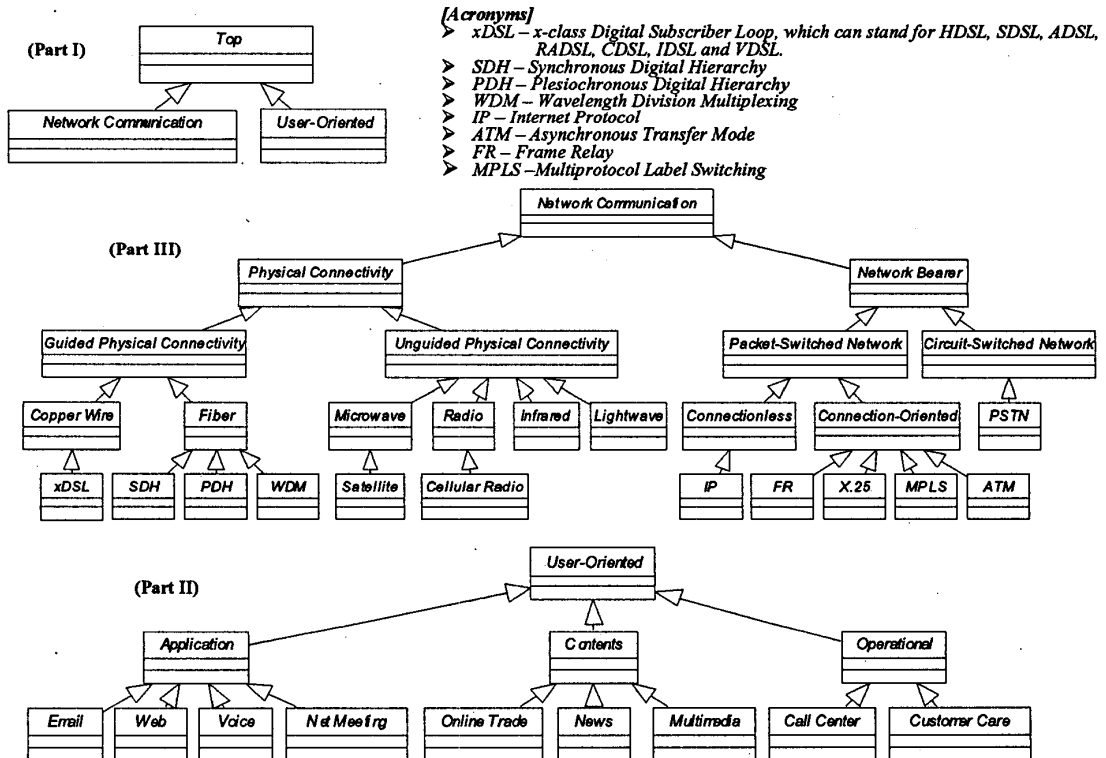 (Part I)
Top
Network Communication
User-Oriented
[Acronyms]
➤ xDSL – x-class Digital Subscriber Loop, which can stand for HDSL, SDSL, ADSL,
RADSL, CDSL, IDSL and VDSL.
➤ SDH – Synchronous Digital Hierarchy
➤ PDH – Plesiochronous Digital Hierarchy
➤ WDM – Wavelength Division Multiplexing
➤ IP – Internet Protocol
➤ ATM – Asynchronous Transfer Mode
➤ FR – Frame Relay
➤ MPLS –Multiprotocol Label Switching
(Part III)
Network Communication
Physical Connectivity
Network Bearer
Guided Physical Connectivity
Unguided Physical Connectivity
Packet-Switched Network
Circuit-Switched Network
Copper Wire
Fiber
Microwave
Radio
Infrared
Lightwave
Connectionless
Connection-Oriented
PSTN
xDSL
SDH
PDH
WDM
Satellite
Cellular Radio
IP
FR
X.25
MPLS
ATM
(Part II)
User-Oriented
Application
Contents
Operational
Email
Web
Voice
NetMeeting
Online Trade
News
Multimedia
Call Center
Customer Care